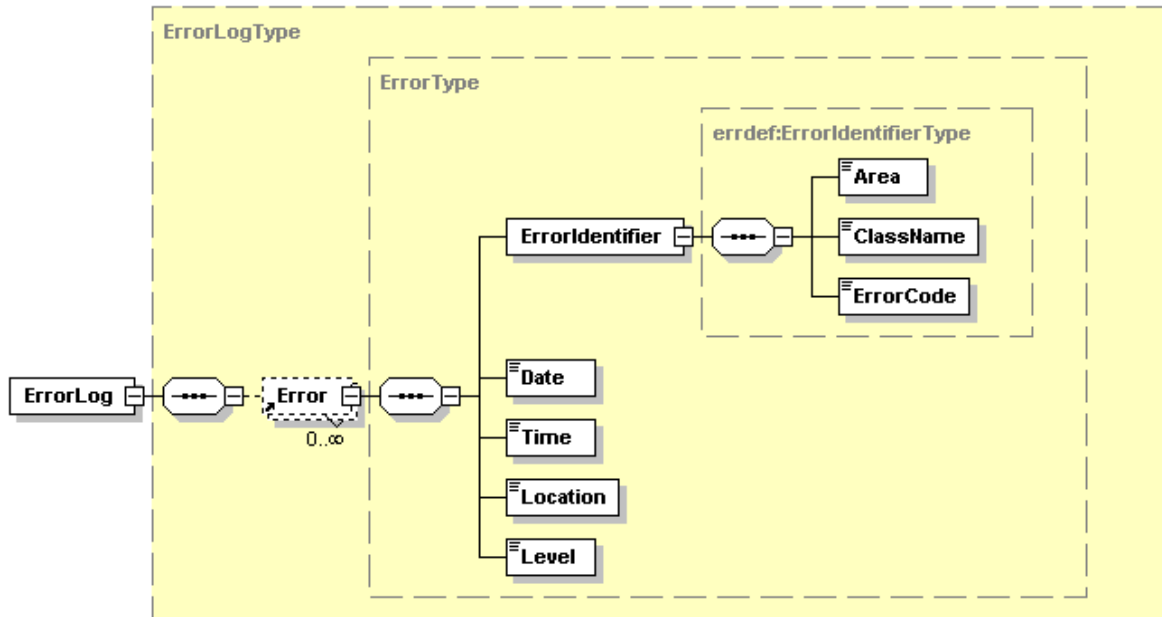 ErrorLogType
ErrorType
errdef:ErrorIdentifierType
Area
ErrorIdentifier
ClassName
ErrorCode
Date
ErrorLog
Error
0..∞
Time
Location
Level